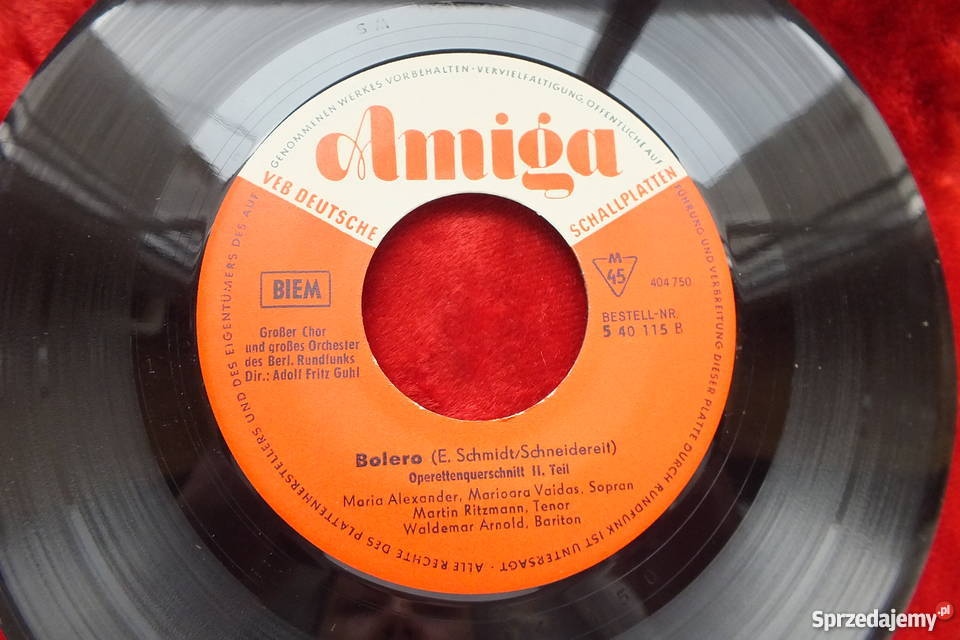 S A
ALLE RECHTE DES PLATTENHERSTELLERS UND DES EIGENTÜMERS DES AUF GENOMMENEN WERKES VORBEHALTEN · VERVIELFÄLTIGUNG, ÖFFENTLICHE AUF FÜHRUNG UND VERBREITUNG DIESER PLATTE DURCH RUNDFUNK IST UNTERSAGT ·
Amiga
VEB DEUTSCHE SCHALLPLATTEN
BIEM
M
45
404 750
BESTELL-NR.
5 40 115 B
Großer Chor
und großes Orchester
des Berl. Rundfunks
Dir.: Adolf Fritz Guhl
Bolero (E. Schmidt/Schneidereit)
Operettenquerschnitt II. Teil
Maria Alexander, Marioara Vaidas, Sopran
Martin Ritzmann, Tenor
Waldemar Arnold, Bariton
Sprzedajemy.pl